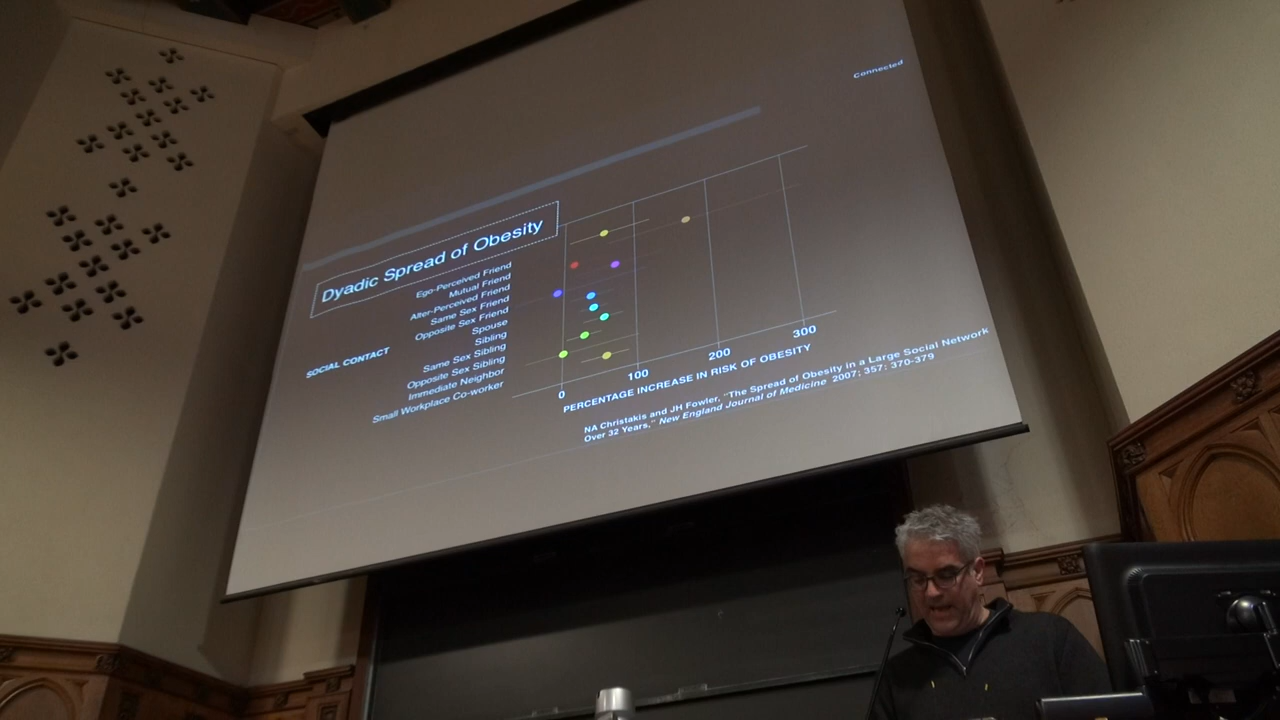 Connected
Dyadic Spread of Obesity
Ego-Perceived Friend
Mutual Friend
Alter-Perceived Friend
Same Sex Friend
Opposite Sex Friend
Spouse
Sibling
SOCIAL CONTACT
Same Sex Sibling
Opposite Sex Sibling
Immediate Neighbor
Small Workplace Co-worker
0
100
200
300
PERCENTAGE INCREASE IN RISK OF OBESITY
NA Christakis and JH Fowler, "The Spread of Obesity in a Large Social Network
Over 32 Years," New England Journal of Medicine 2007; 357: 370-379